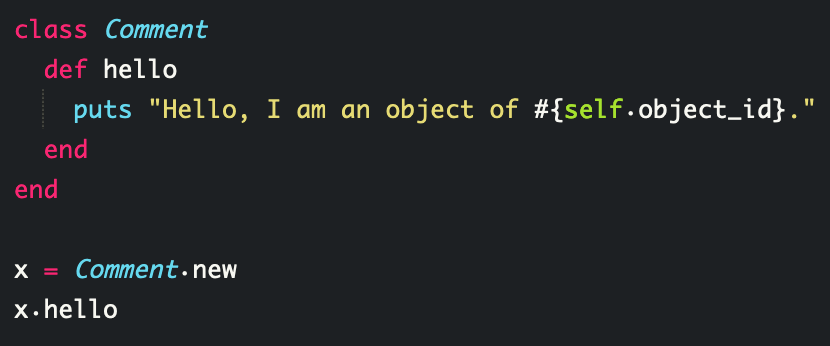 class Comment
  def hello
    puts "Hello, I am an object of #{self.object_id}."
  end
end

x = Comment.new
x.hello